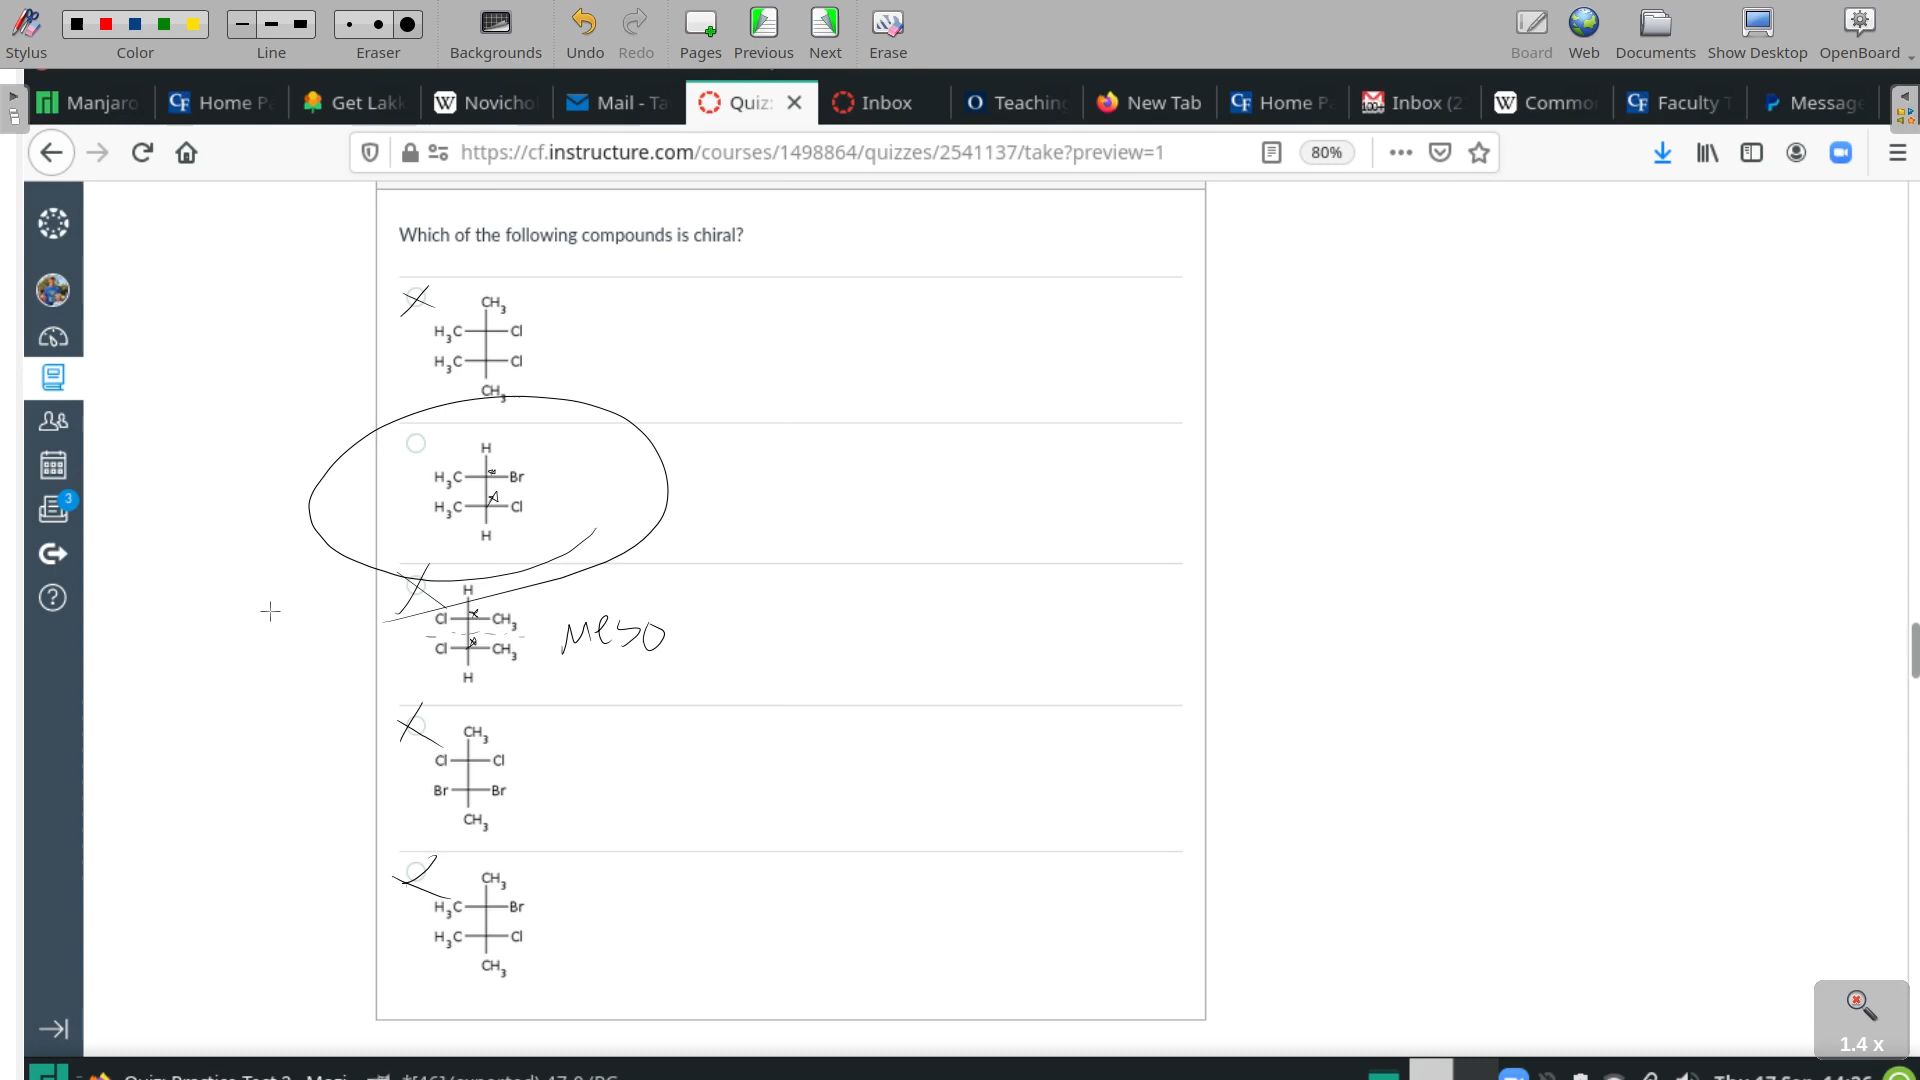 Stylus
Color
Line
Eraser
Backgrounds
Undo
Redo
Pages
Previous
Next
Erase
Board
Web
Documents
Show Desktop
OpenBoard
Manjaro
Home P
Get Lakk
Novicho
Mail - Ta
Quiz:
Inbox
Teaching
New Tab
Home P
Inbox (2
Common
Faculty T
Message
https://cf.instructure.com/courses/1498864/quizzes/2541137/take?preview=1
80%
3
Which of the following compounds is chiral?
CH3
H3C Cl
H3C Cl
CH3
H
H3C Br
H3C Cl
H
H
Cl CH3
Cl CH3
H
Meso
CH3
Cl Cl
Br Br
CH3
CH3
H3C Br
H3C Cl
CH3
1.4 x